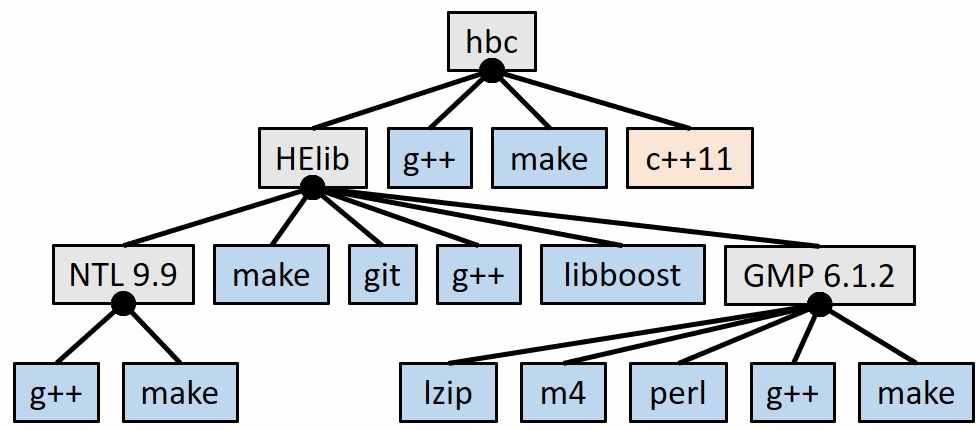 hbc
HElib g++ make c++11
NTL 9.9 make git g++ libboost GMP 6.1.2
g++ make lzip m4 perl g++ make